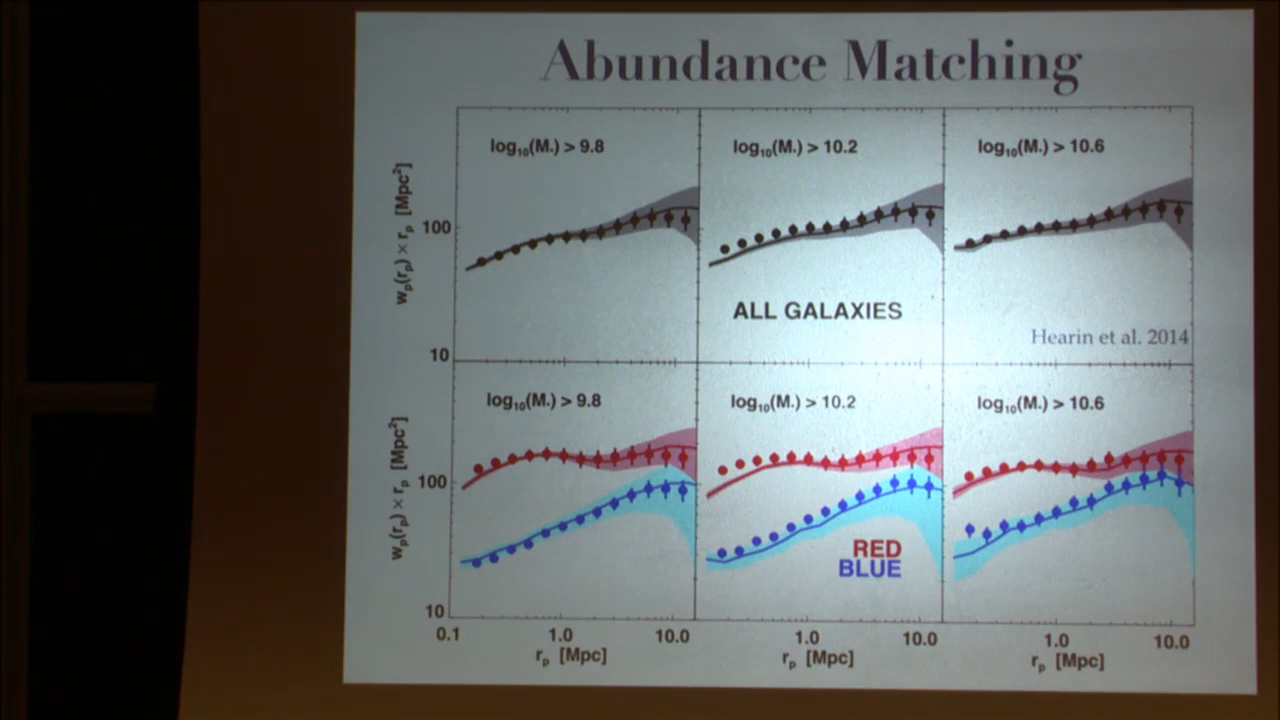 Abundance Matching
log₁₀(M*) > 9.8
log₁₀(M*) > 10.2
log₁₀(M*) > 10.6
wₚ(rₚ) × rₚ [Mpc²]
100
10
ALL GALAXIES
Hearin et al. 2014
log₁₀(M*) > 9.8
log₁₀(M*) > 10.2
log₁₀(M*) > 10.6
wₚ(rₚ) × rₚ [Mpc²]
100
10
RED
BLUE
0.1 1.0 10.0 1.0 10.0 1.0 10.0
rₚ [Mpc] rₚ [Mpc] rₚ [Mpc]